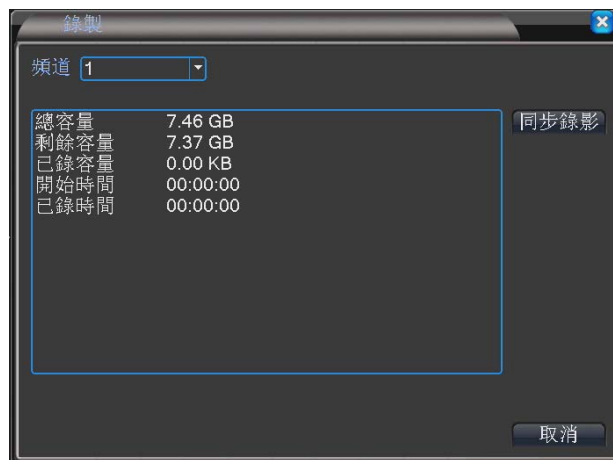 錄製
頻道 1
總容量 7.46 GB
剩餘容量 7.37 GB
已錄容量 0.00 KB
開始時間 00:00:00
已錄時間 00:00:00
同步錄影
取消